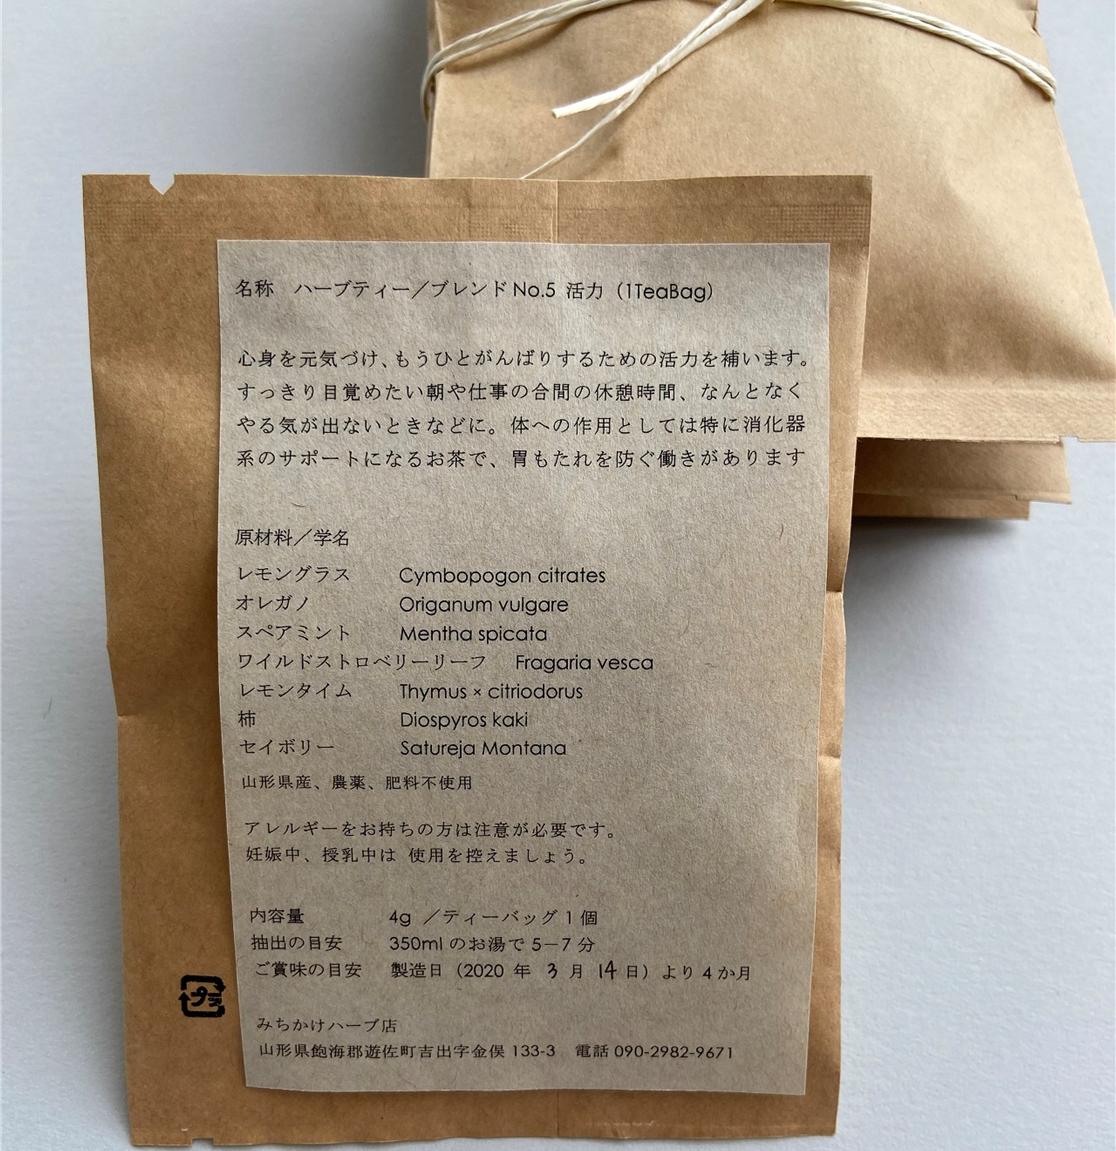 名称　ハーブティー／ブレンド No.5 活力（1TeaBag）
心身を元気づけ、もうひとがんばりするための活力を補います。
すっきり目覚めたい朝や仕事の合間の休憩時間、なんとなく
やる気が出ないときなどに。体への作用としては特に消化器
系のサポートになるお茶で、胃もたれを防ぐ働きがあります
原材料／学名
レモングラス　Cymbopogon citrates
オレガノ　Origanum vulgare
スペアミント　Mentha spicata
ワイルドストロベリーリーフ　Fragaria vesca
レモンタイム　Thymus × citriodorus
柿　Diospyros kaki
セイボリー　Satureja Montana
山形県産、農薬、肥料不使用
アレルギーをお持ちの方は注意が必要です。
妊娠中、授乳中は 使用を控えましょう。
内容量　4g ／ティーバッグ 1 個
抽出の目安　350ml のお湯で 5－7 分
ご賞味の目安　製造日（2020 年 3 月 14 日）より 4 か月
プラ
みちかけハーブ店
山形県飽海郡遊佐町吉出字金俣 133-3　電話 090-2982-9671